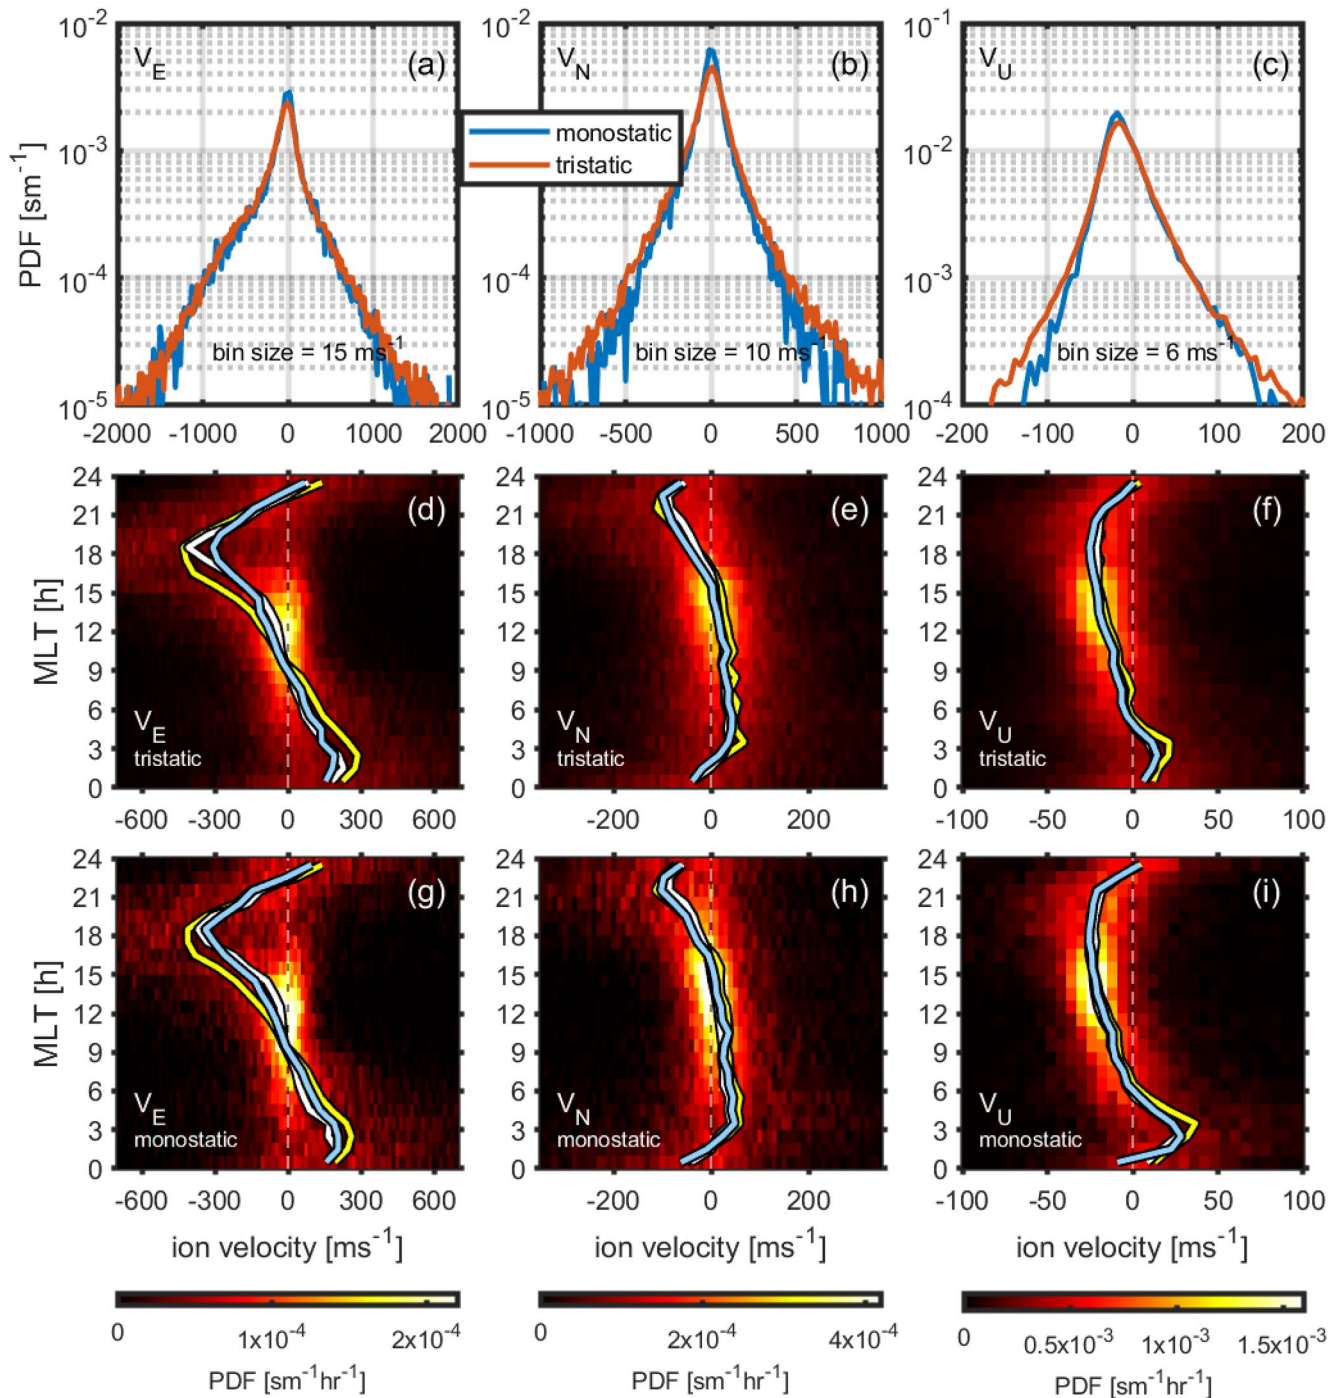 V_E (a)
V_N (b)
V_U (c)
monostatic
tristatic
PDF [sm⁻¹]
10⁻² 10⁻³ 10⁻⁴ 10⁻⁵
10⁻² 10⁻⁵
10⁻¹ 10⁻² 10⁻³ 10⁻⁴
bin size = 15 ms⁻¹
bin size = 10 ms⁻¹
bin size = 6 ms⁻¹
-2000 -1000 0 1000 2000
-1000 -500 0 500 1000
-200 -100 0 100 200
MLT [h]
24 21 18 15 12 9 6 3 0
(d)
V_E
tristatic
-600 -300 0 300 600
24 21 18 15 12 9 6 3 0
(e)
V_N
tristatic
-200 0 200
24 21 18 15 12 9 6 3 0
(f)
V_U
tristatic
-100 -50 0 50 100
MLT [h]
24 21 18 15 12 9 6 3 0
(g)
V_E
monostatic
-600 -300 0 300 600
24 21 18 15 12 9 6 3 0
(h)
V_N
monostatic
-200 0 200
24 21 18 15 12 9 6 3 0
(i)
V_U
monostatic
-100 -50 0 50 100
ion velocity [ms⁻¹]
ion velocity [ms⁻¹]
ion velocity [ms⁻¹]
0 1x10⁻⁴ 2x10⁻⁴
0 2x10⁻⁴ 4x10⁻⁴
0 0.5x10⁻³ 1x10⁻³ 1.5x10⁻³
PDF [sm⁻¹hr⁻¹]
PDF [sm⁻¹hr⁻¹]
PDF [sm⁻¹hr⁻¹]